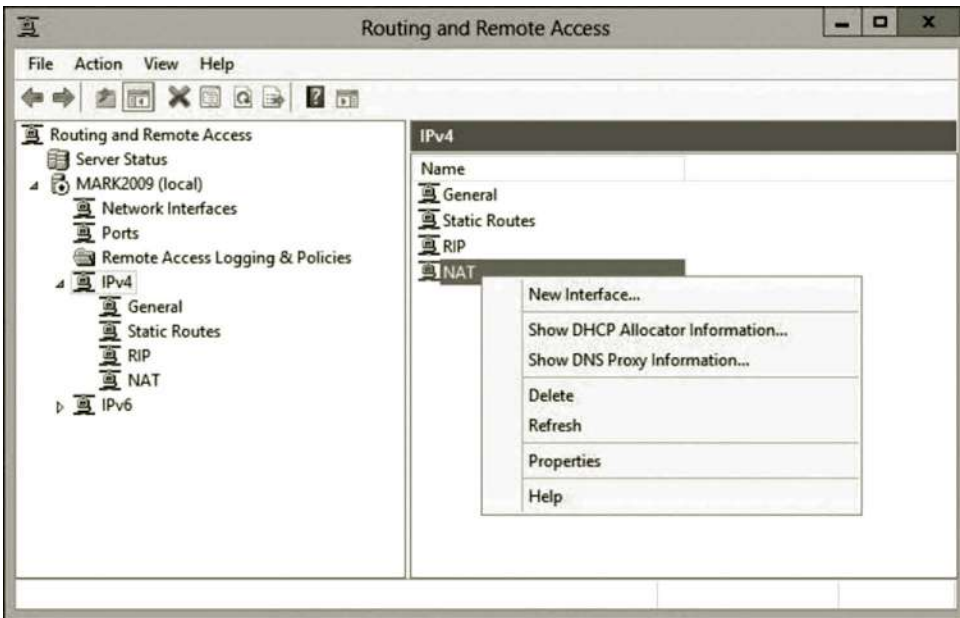 Routing and Remote Access
File Action View Help
Routing and Remote Access
Server Status
MARK2009 (local)
Network Interfaces
Ports
Remote Access Logging & Policies
IPv4
General
Static Routes
RIP
NAT
IPv6
IPv4
Name
General
Static Routes
RIP
NAT
New Interface...
Show DHCP Allocator Information...
Show DNS Proxy Information...
Delete
Refresh
Properties
Help